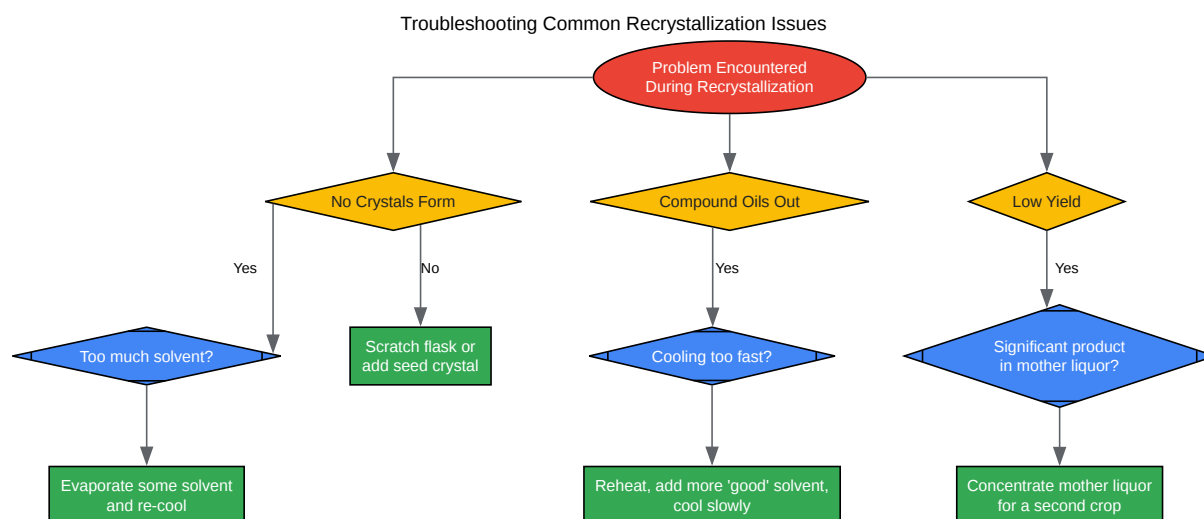 Troubleshooting Common Recrystallization Issues
Problem Encountered
During Recrystallization
No Crystals Form
Compound Oils Out
Low Yield
Yes
No
Yes
Yes
Too much solvent?
Scratch flask or
add seed crystal
Cooling too fast?
Significant product
in mother liquor?
Evaporate some solvent
and re-cool
Reheat, add more 'good' solvent,
cool slowly
Concentrate mother liquor
for a second crop